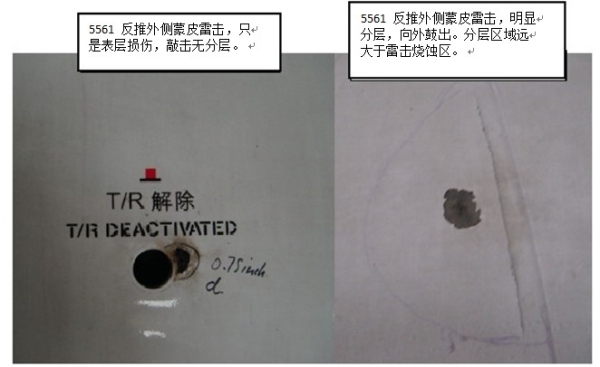 5561 反推外侧蒙皮雷击，只
是表层损伤，敲击无分层。
5561 反推外侧蒙皮雷击，明显
分层，向外鼓出。分层区域远
大于雷击烧蚀区。
T/R 解除
T/R DEACTIVATED
0.75inch
d